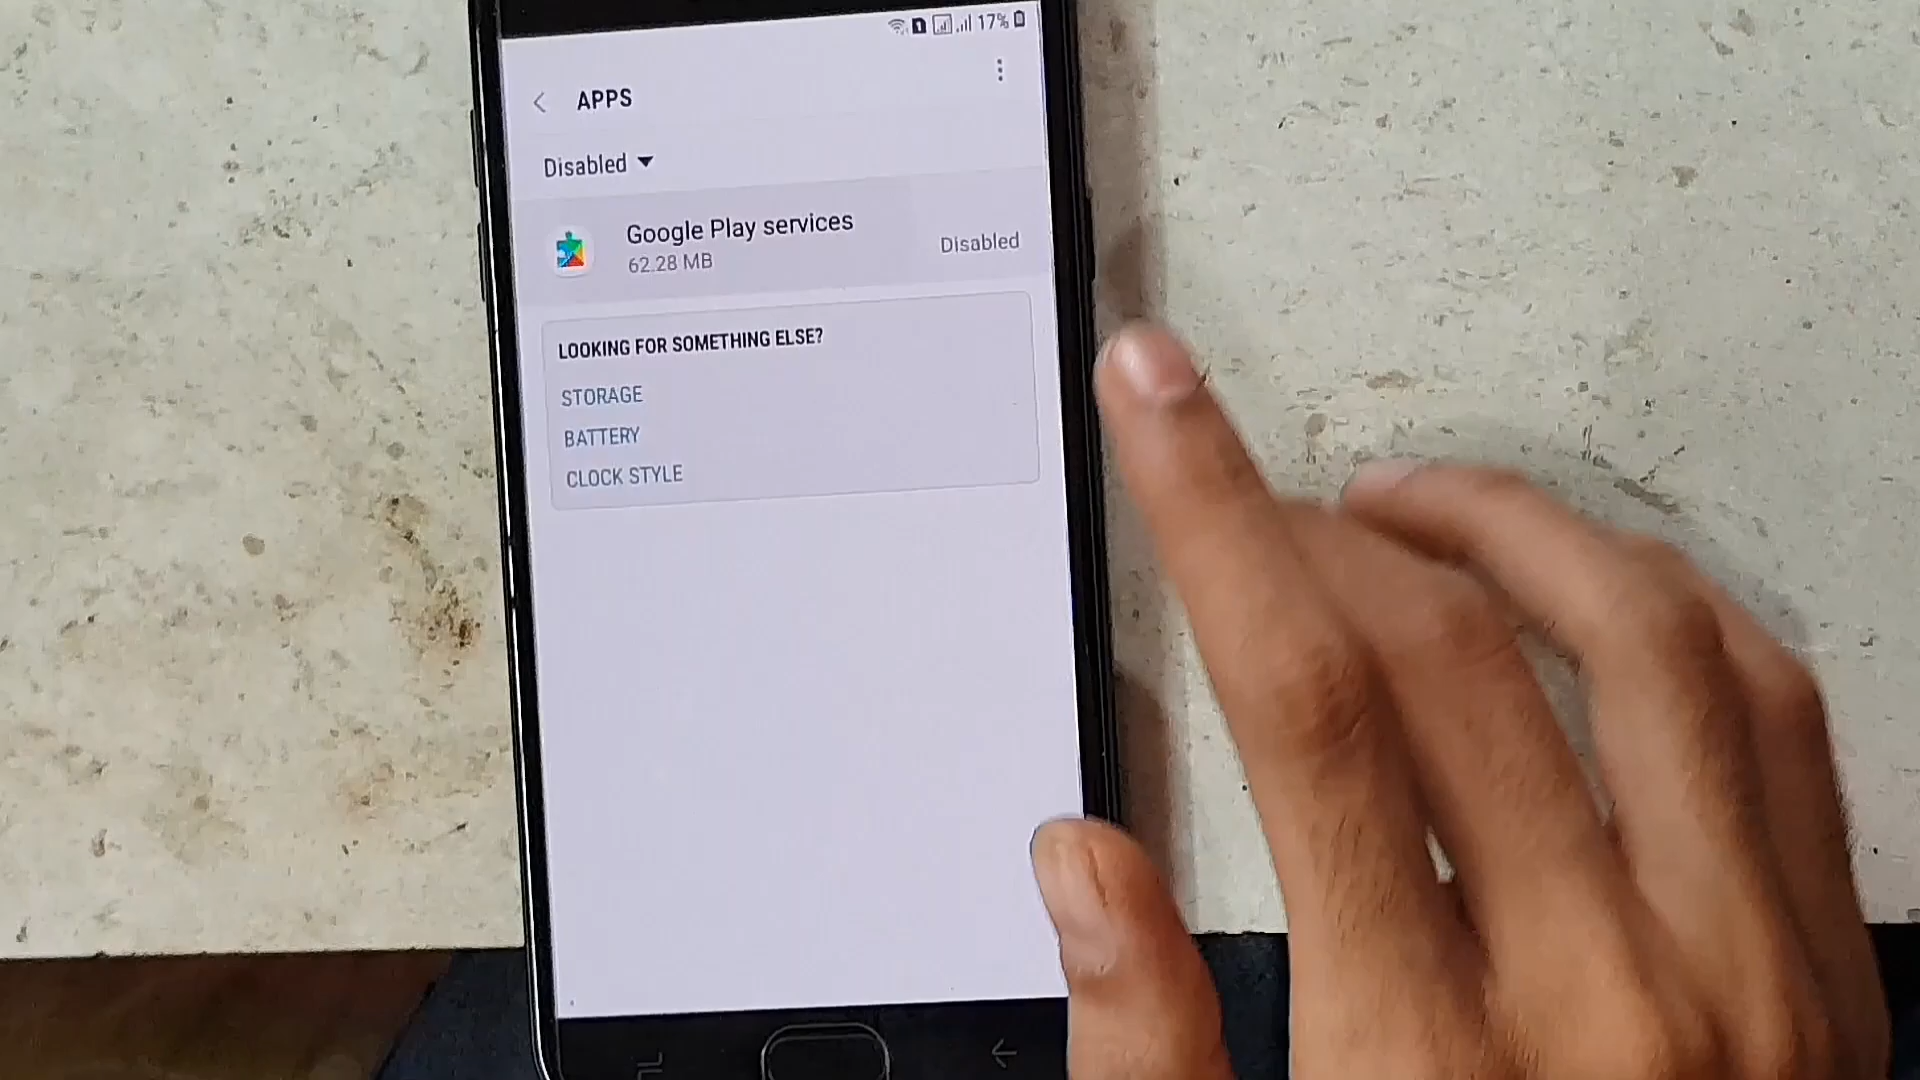 17%
APPS
Disabled
Google Play services
62.28 MB
Disabled
LOOKING FOR SOMETHING ELSE?
STORAGE
BATTERY
CLOCK STYLE